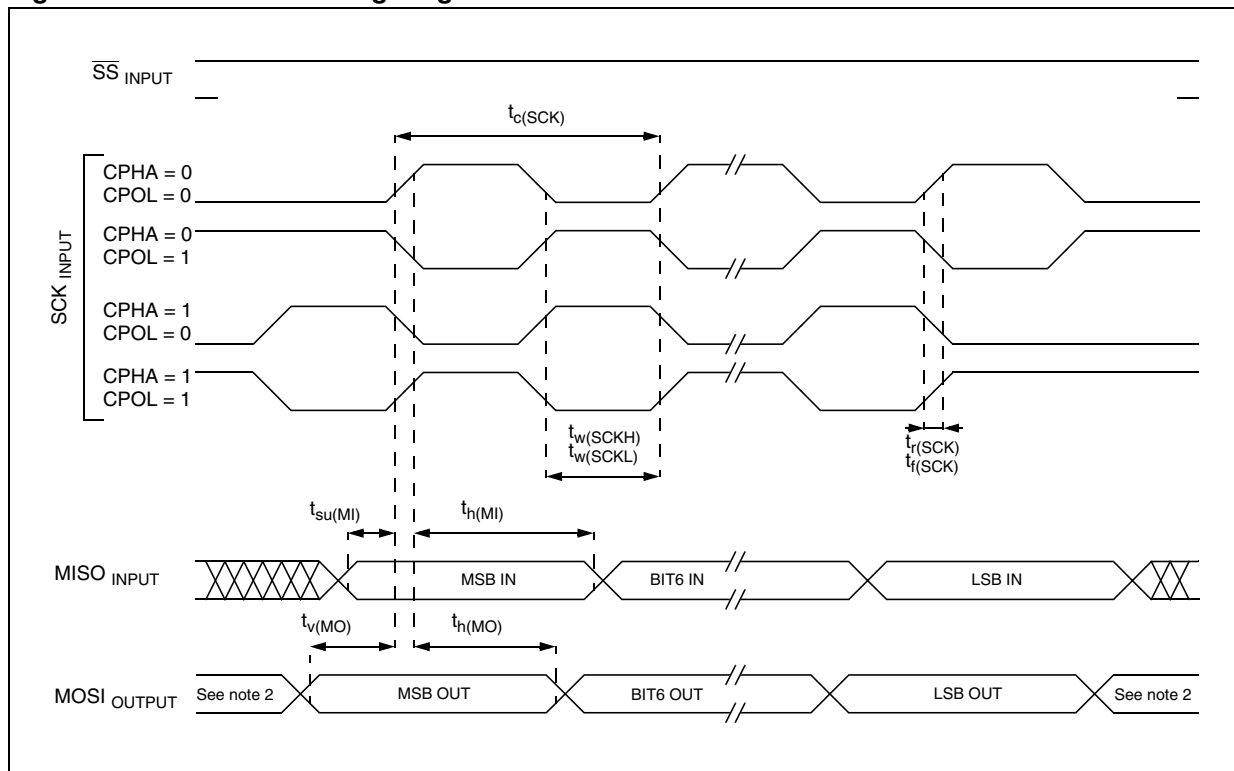 SS INPUT
tc(SCK)
SCK INPUT
CPHA = 0
CPOL = 0
CPHA = 0
CPOL = 1
CPHA = 1
CPOL = 0
CPHA = 1
CPOL = 1
tw(SCKH)
tw(SCKL)
tr(SCK)
tf(SCK)
tsu(MI)
th(MI)
MISO INPUT
MSB IN
BIT6 IN
LSB IN
tv(MO)
th(MO)
MOSI OUTPUT
See note 2
MSB OUT
BIT6 OUT
LSB OUT
See note 2